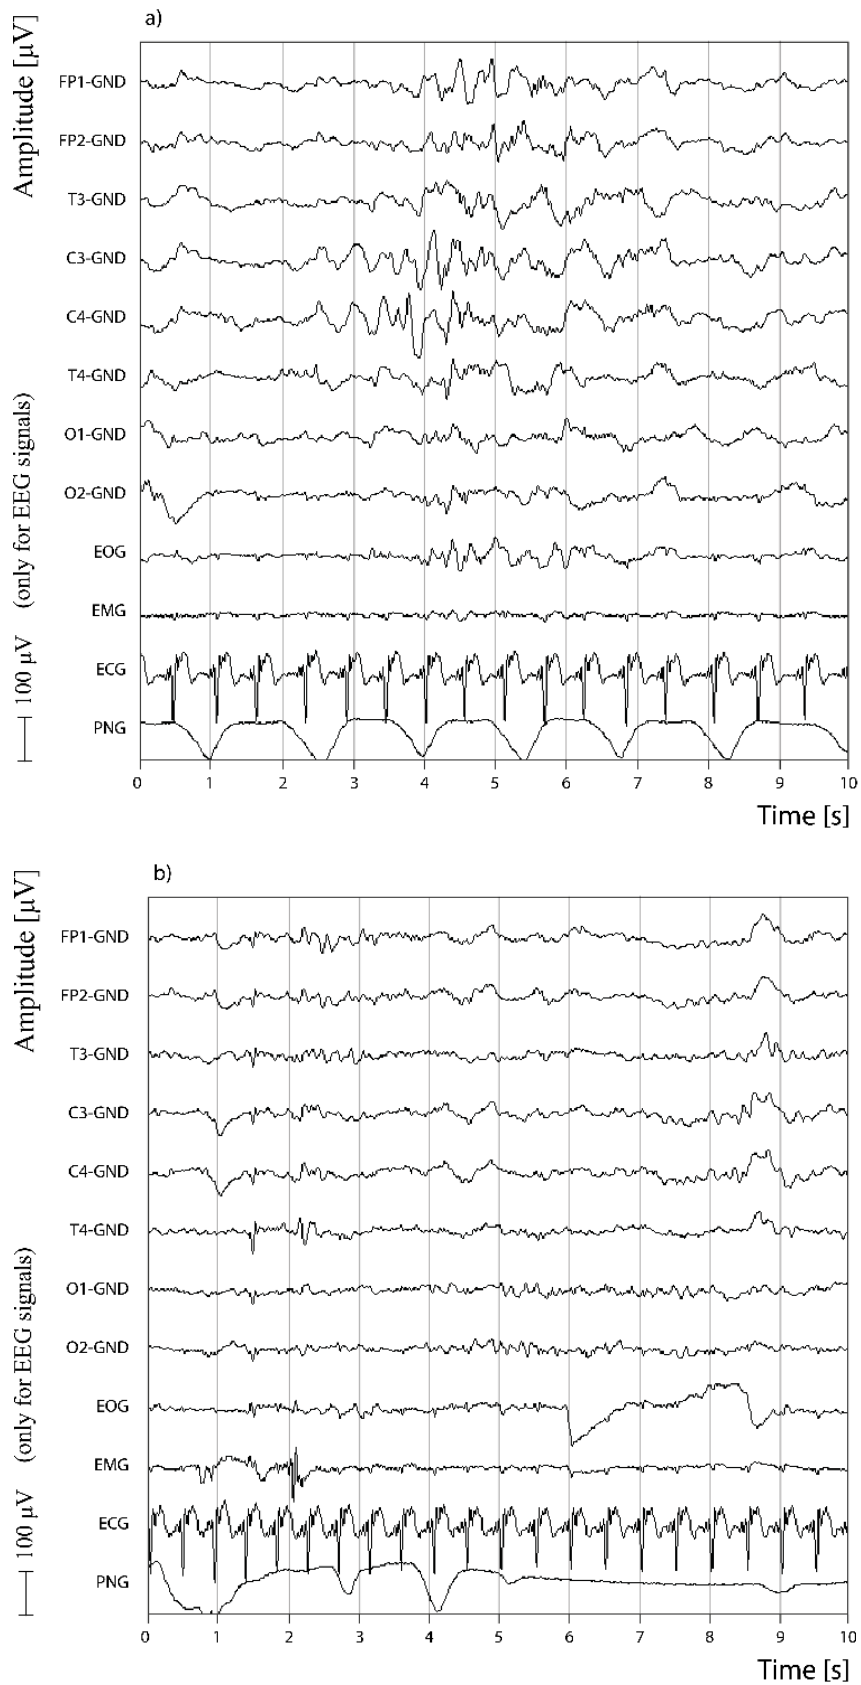 a)
Amplitude [µV]
FP1-GND
FP2-GND
T3-GND
C3-GND
C4-GND
T4-GND
O1-GND
O2-GND
EOG
EMG
ECG
PNG
100 µV (only for EEG signals)
0 1 2 3 4 5 6 7 8 9 10
Time [s]
b)
Amplitude [µV]
FP1-GND
FP2-GND
T3-GND
C3-GND
C4-GND
T4-GND
O1-GND
O2-GND
EOG
EMG
ECG
PNG
100 µV (only for EEG signals)
0 1 2 3 4 5 6 7 8 9 10
Time [s]